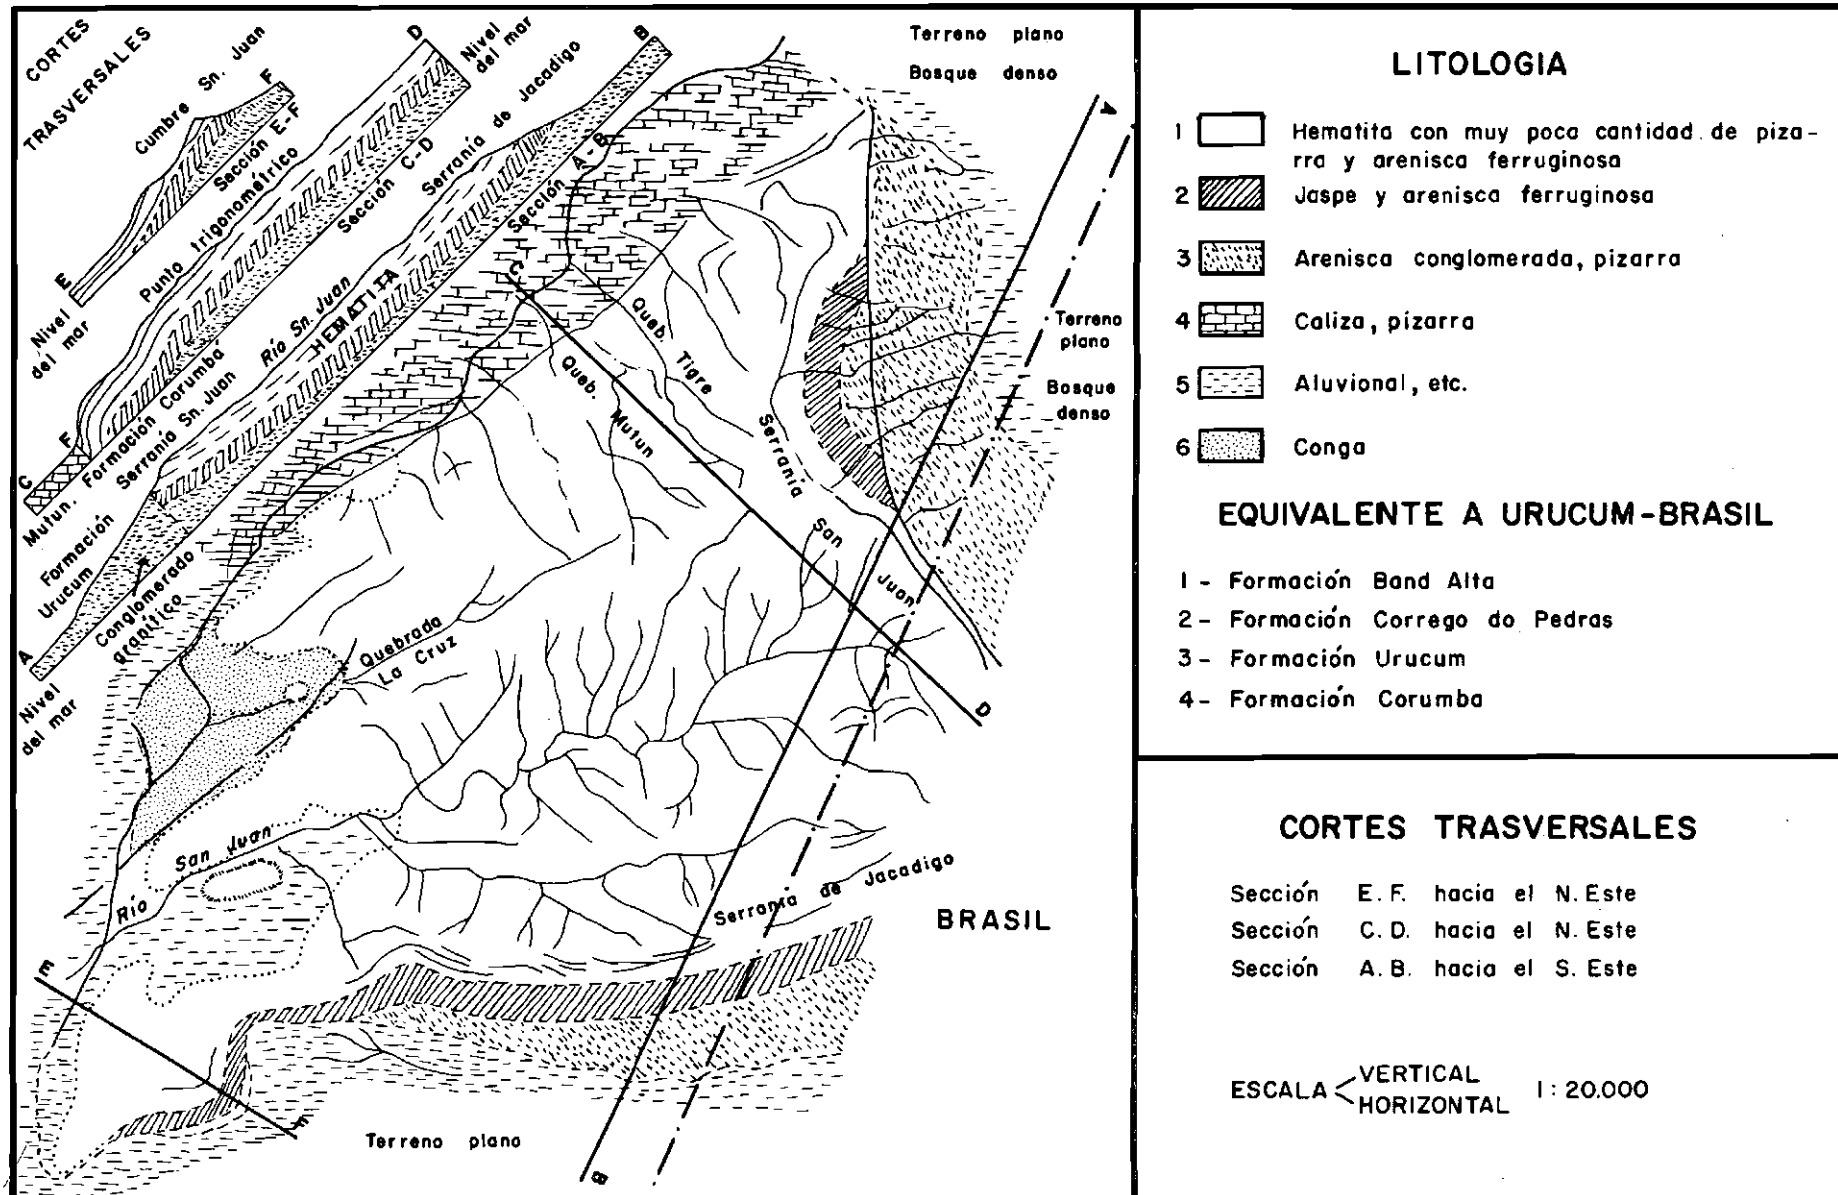 CORTES
TRASVERSALES
E
F
Cumbre Sn. Juan
Sección E-F
Nivel
del mar
C
D
Punto trigonométrico
Nivel
del mar
Sección C-D
Mutun. Formación Corumbá
F
A
B
Serranía Sn. Juan
Río Sn. Juan
Serranía de Jacadigo
HEMATITA
Sección A-B
Formación
Urucum
Conglomerado
granítico
Nivel
del mar
Terreno plano
Bosque denso
A
C
Queb. Tigre
Queb. Mutun
Terreno
plano
Bosque
denso
Serranía
San
Juan
Quebrada
La Cruz
D
Río San Juan
Serranía de Jacadigo
BRASIL
E
F
Terreno plano
B
LITOLOGIA
1 Hematita con muy poca cantidad de piza-
rra y arenisca ferruginosa
2 Jaspe y arenisca ferruginosa
3 Arenisca conglomerada, pizarra
4 Caliza, pizarra
5 Aluvional, etc.
6 Conga
EQUIVALENTE A URUCUM-BRASIL
1 - Formación Band Alta
2 - Formación Corrego do Pedras
3 - Formación Urucum
4 - Formación Corumba
CORTES TRASVERSALES
Sección E. F. hacia el N. Este
Sección C. D. hacia el N. Este
Sección A. B. hacia el S. Este
ESCALA VERTICAL
HORIZONTAL 1 : 20.000